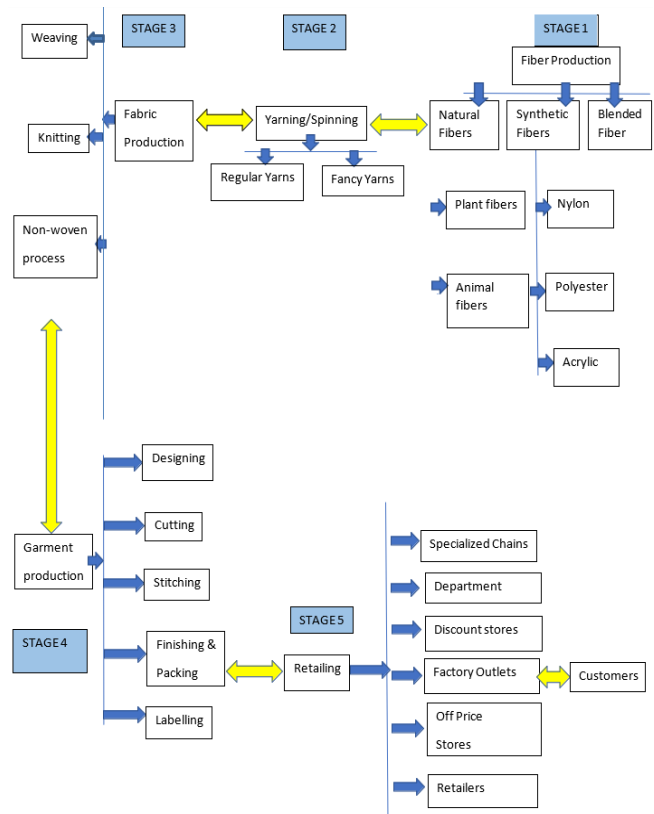 STAGE 3
STAGE 2
STAGE 1
Weaving
Fiber Production
Knitting
Fabric
Production
Yarning/Spinning
Natural
Fibers
Synthetic
Fibers
Blended
Fiber
Regular Yarns
Fancy Yarns
Plant fibers
Nylon
Non-woven
process
Animal
fibers
Polyester
Acrylic
Designing
Cutting
Garment
production
Stitching
STAGE 4
Finishing &
Packing
Labelling
STAGE 5
Retailing
Specialized Chains
Department
Discount stores
Factory Outlets
Customers
Off Price
Stores
Retailers